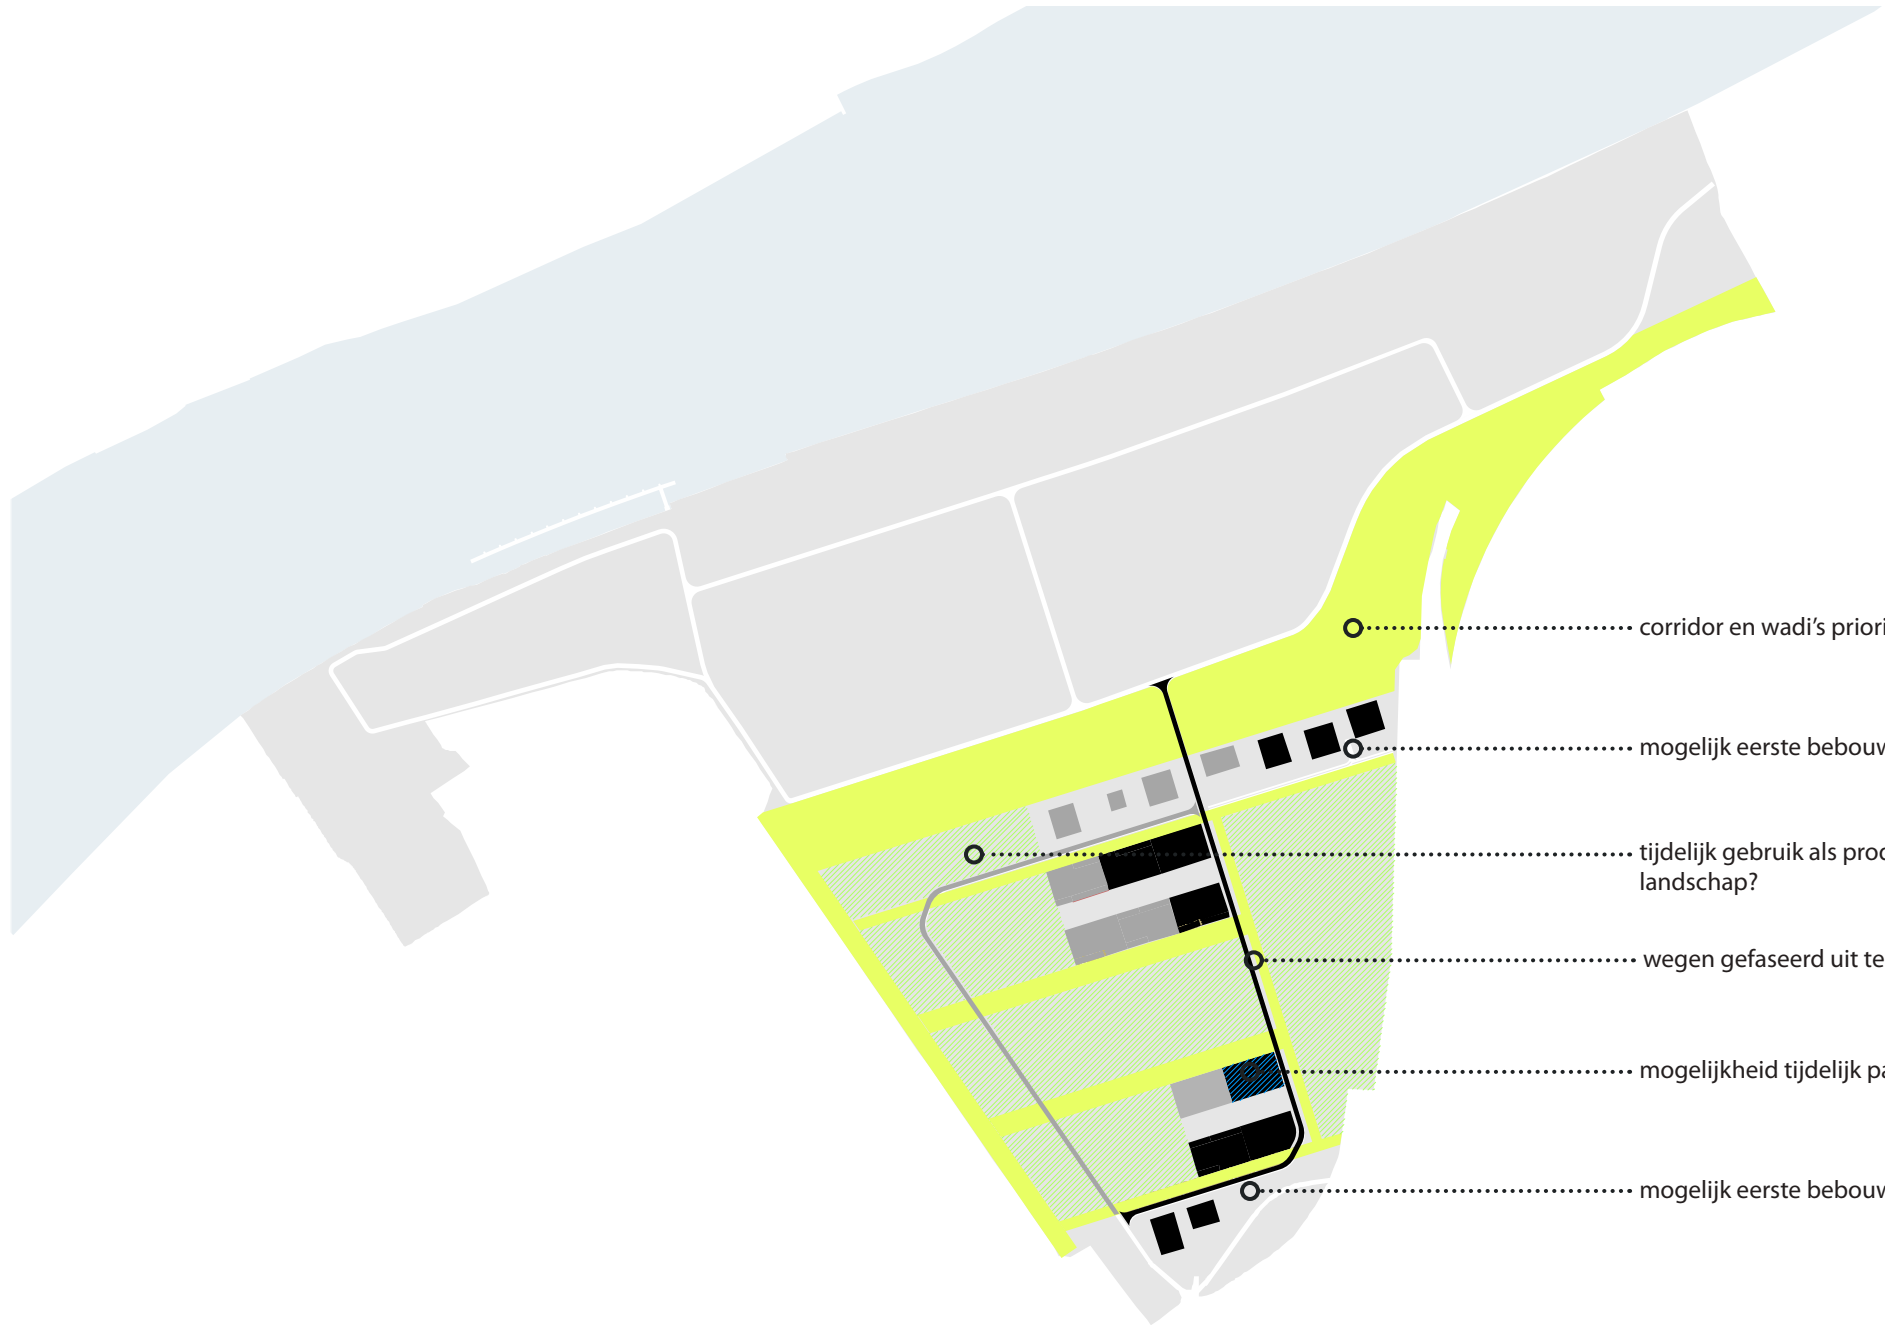 corridor en wadi's priori
mogelijk eerste bebouw
tijdelijk gebruik als prod
landschap?
wegen gefaseerd uit te
mogelijkheid tijdelijk pa
mogelijk eerste bebouw